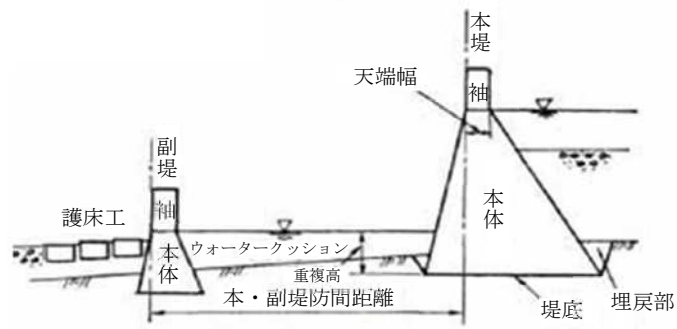 本堤
天端幅
袖
副堤
本体
袖
護床工
本体
ウォータークッション
重複高
本・副堤防間距離
堤底
埋戻部